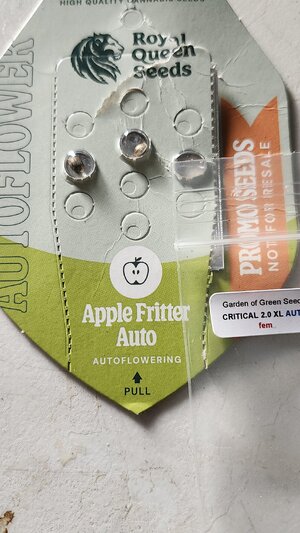 HIGH QUALITY CANNABIS SEEDS
Royal
Queen
Seeds
AUTOFLOWER
PROMO SEEDS
NOT FOR RESALE
Apple Fritter
Auto
AUTOFLOWERING
PULL
Garden of Green Seed
CRITICAL 2.0 XL AUT
fem.